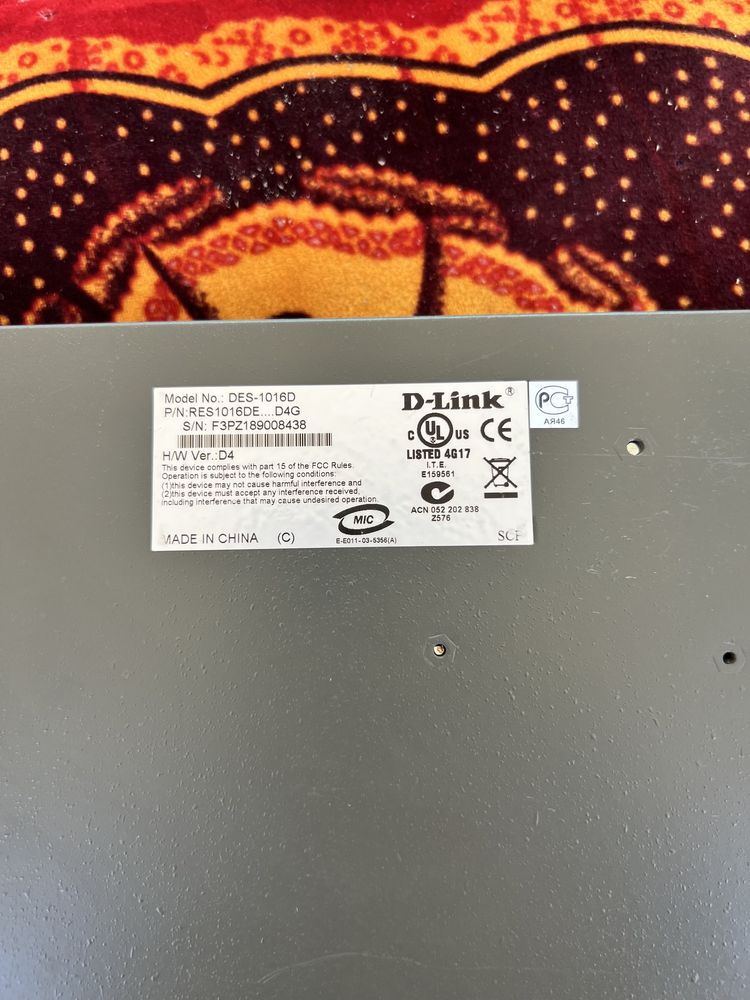 Model No.: DES-1016D
P/N:RES1016DE....D4G
S/N: F3PZ189008438
H/W Ver.:D4
This device complies with part 15 of the FCC Rules.
Operation is subject to the following conditions:
(1)this device may not cause harmful interference and
(2)this device must accept any interference received,
including interference that may cause undesired operation.
MADE IN CHINA (C)
D-Link®
C UL US CE
LISTED 4G17
I.T.E.
E159561
ACN 052 202 838
Z576
MIC
E-E011-03-5356(A)
РСТ
АЯ46